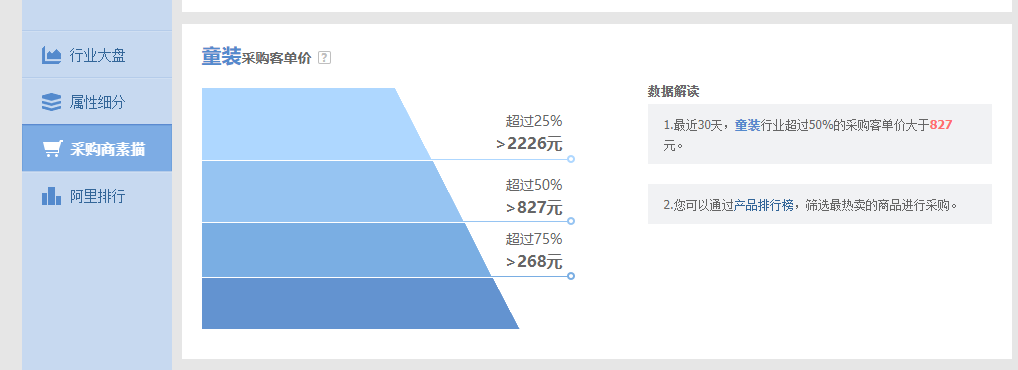 行业大盘
属性细分
采购商素描
阿里排行
童装采购客单价 ?
超过25%
>2226元
超过50%
>827元
超过75%
>268元
数据解读
1.最近30天，童装行业超过50%的采购客单价大于827
元。
2.您可以通过产品排行榜，筛选最热卖的商品进行采购。